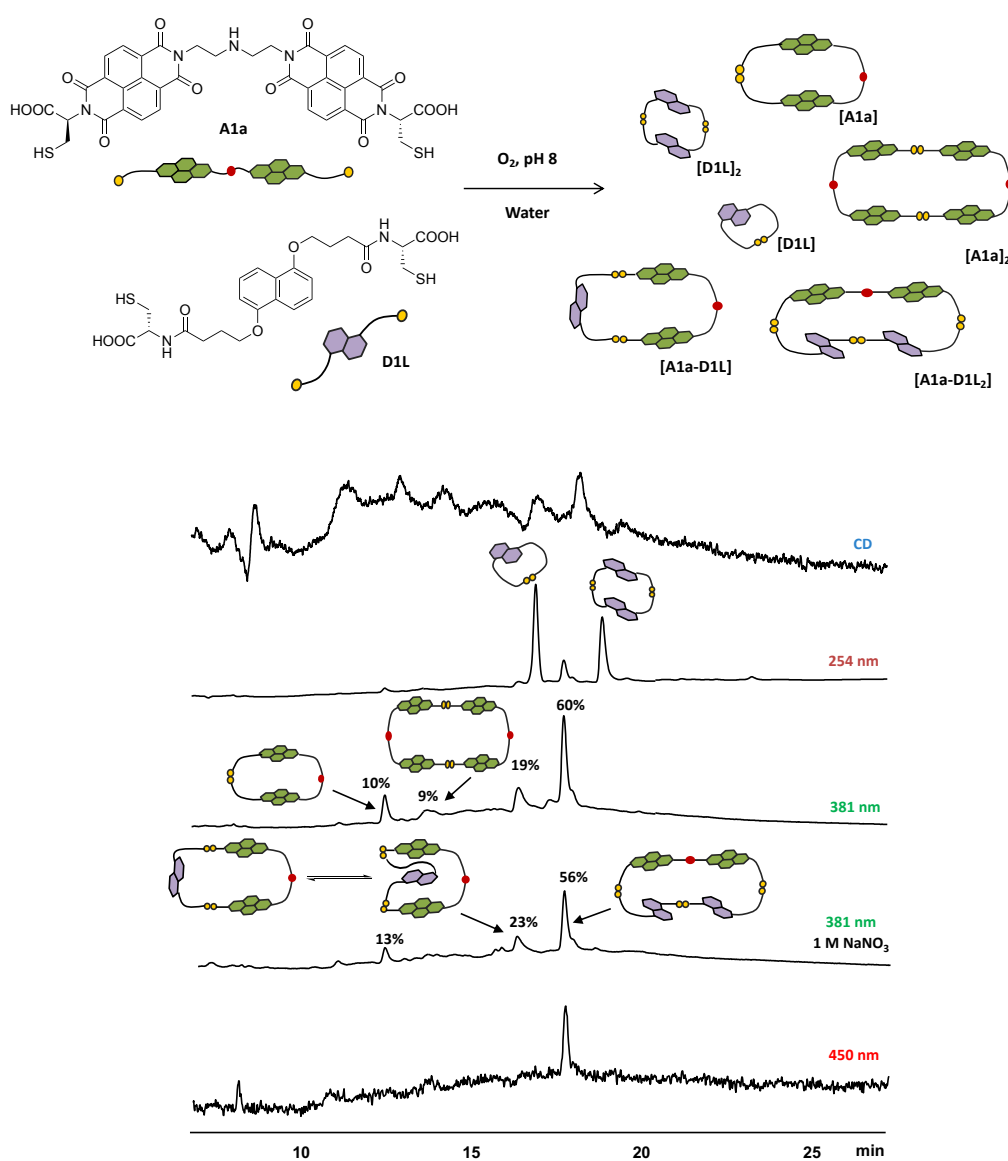 O
O
H
N
O
O
N
N
O
O
O
O
HOOC
N
N
COOH
HS
O
A1a
O
SH
O2, pH 8
Water
[A1a]
[D1L]2
[D1L]
[A1a]2
[A1a-D1L]
[A1a-D1L2]
O
H
N
COOH
O
SH
HS
O
O
HOOC
N
H
D1L
CD
254 nm
60%
10%
9%
19%
381 nm
56%
13%
23%
381 nm
1 M NaNO3
450 nm
10 15 20 25 min